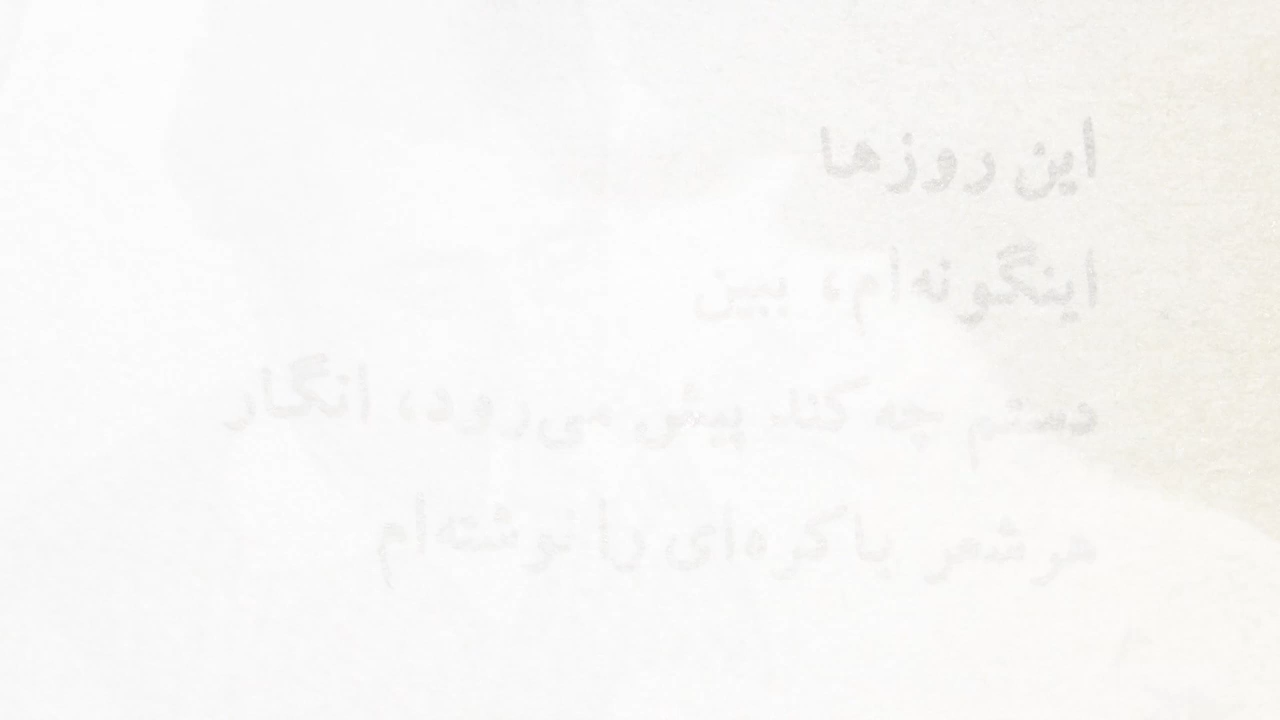 این روزها
اینگونه‌ام، ببین
دستم چه کند پیش می‌رود، انگار
هر شعر باکره‌ای را نوشته‌ام